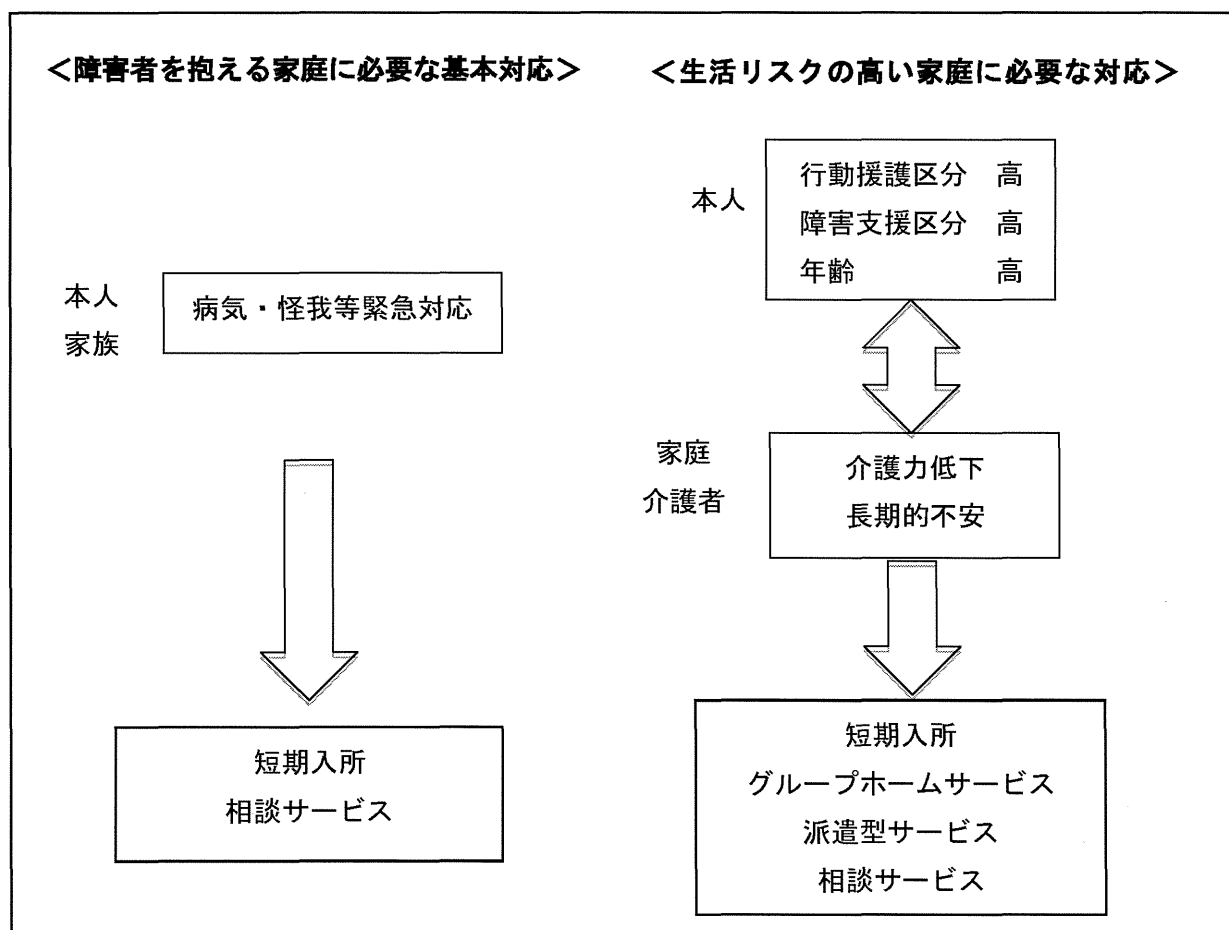 ＜障害者を抱える家庭に必要な基本対応＞
本人
家族
病気・怪我等緊急対応
短期入所
相談サービス
＜生活リスクの高い家庭に必要な対応＞
本人
行動援護区分　高
障害支援区分　高
年齢　高
家庭
介護者
介護力低下
長期的不安
短期入所
グループホームサービス
派遣型サービス
相談サービス